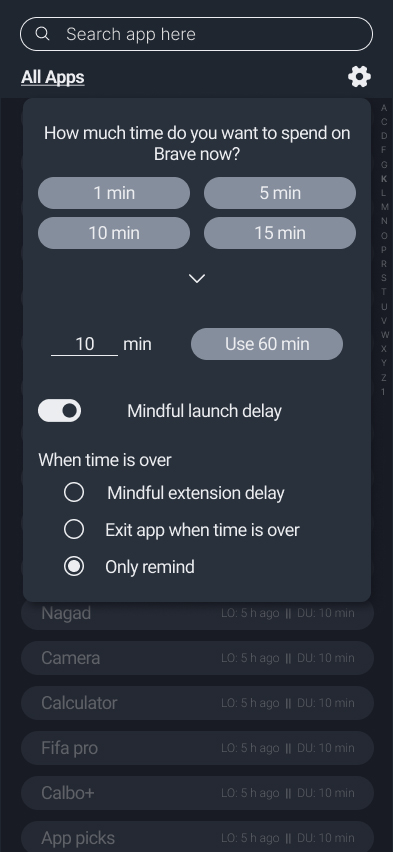 Search app here
All Apps
How much time do you want to spend on
Brave now?
1 min
5 min
10 min
15 min
10 min
Use 60 min
Mindful launch delay
When time is over
Mindful extension delay
Exit app when time is over
Only remind
Nagad LO: 5 h ago || DU: 10 min
Camera LO: 5 h ago || DU: 10 min
Calculator LO: 5 h ago || DU: 10 min
Fifa pro LO: 5 h ago || DU: 10 min
Calbo+ LO: 5 h ago || DU: 10 min
App picks LO: 5 h ago || DU: 10 min
A
C
D
F
G
K
L
M
N
O
P
R
S
T
U
V
W
X
Y
Z
1